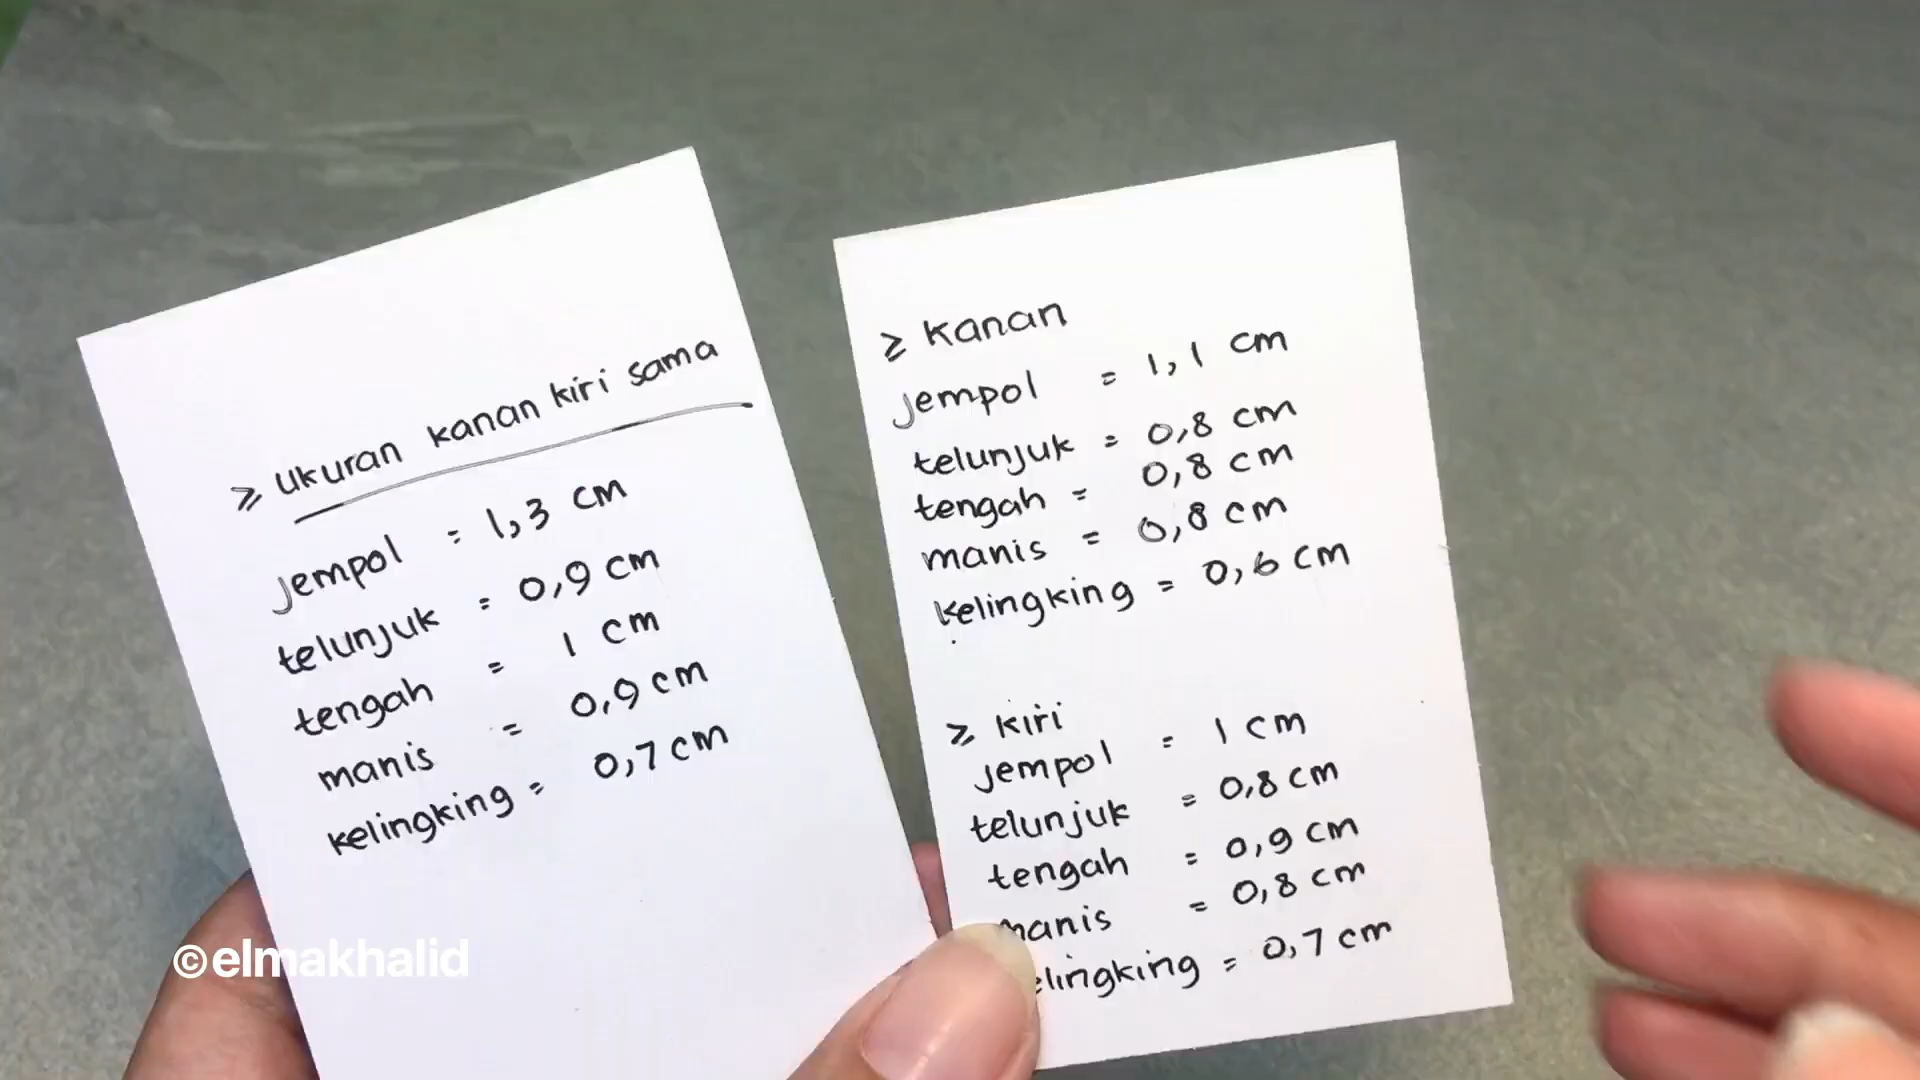 ≥ Ukuran kanan kiri sama
jempol = 1,3 cm
telunjuk = 0,9 cm
tengah = 1 cm
manis = 0,9 cm
kelingking = 0,7 cm
≥ Kanan
jempol = 1,1 cm
telunjuk = 0,8 cm
tengah = 0,8 cm
manis = 0,8 cm
kelingking = 0,6 cm
≥ kiri
jempol = 1 cm
telunjuk = 0,8 cm
tengah = 0,9 cm
manis = 0,8 cm
elingking = 0,7 cm
©elmakhalid